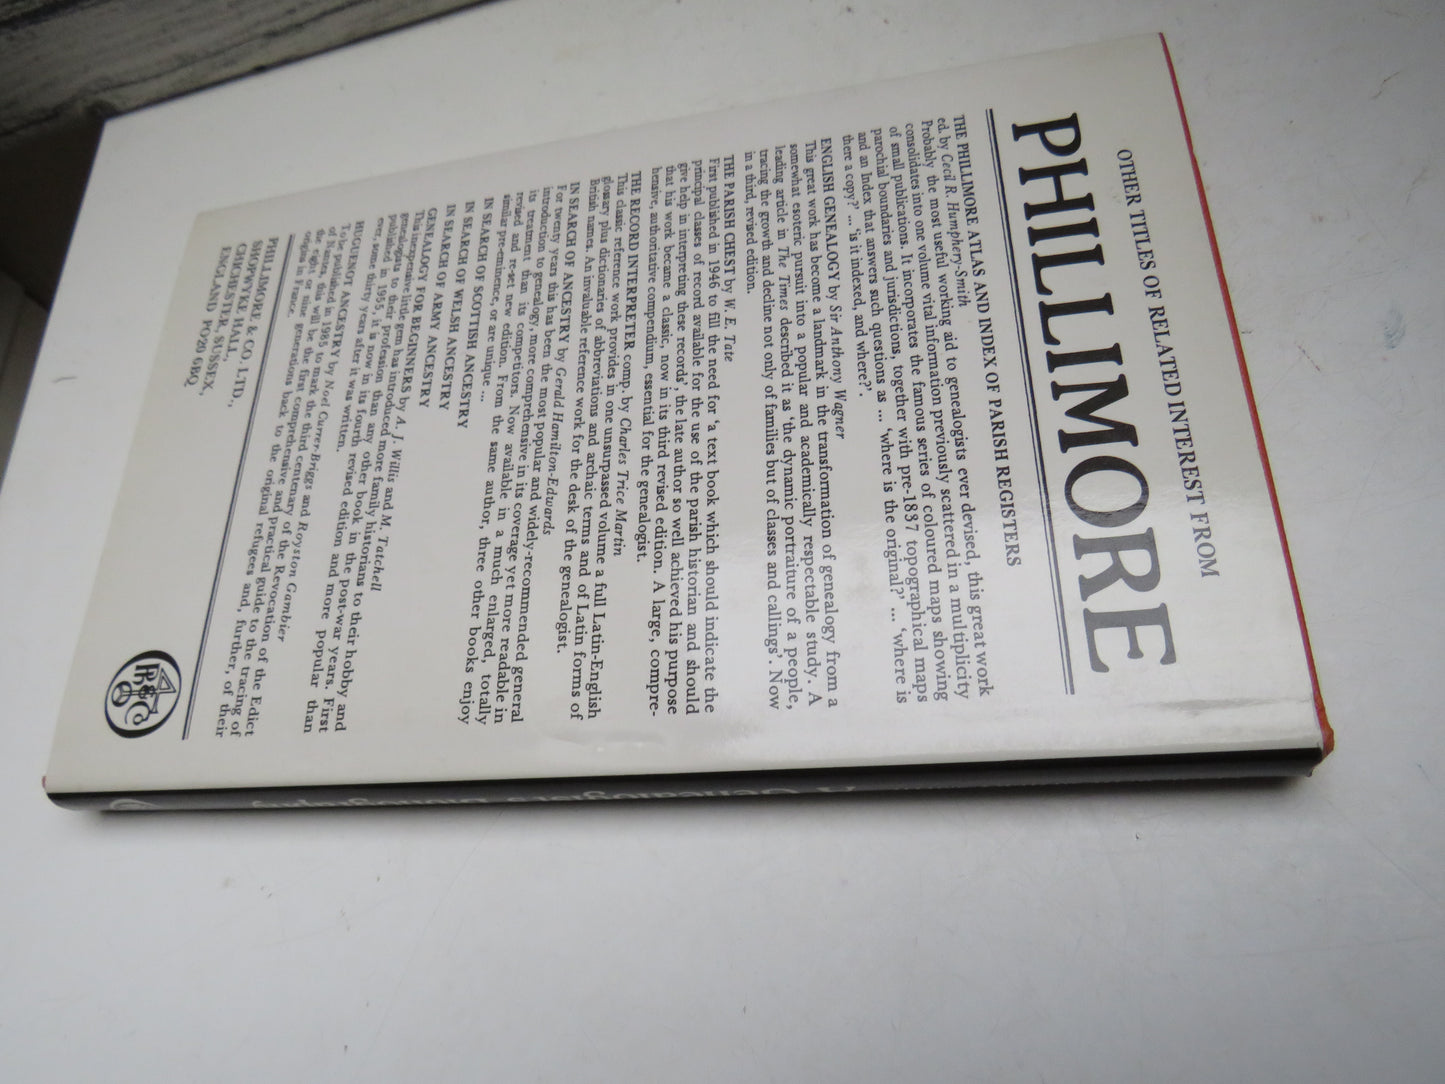 OTHER TITLES OF RELATED INTEREST FROM
PHILLIMORE
THE PHILLIMORE ATLAS AND INDEX OF PARISH REGISTERS
ed. by Cecil R. Humphery-Smith
Probably the most useful working aid to genealogists ever devised, this great work
consolidates into one volume vital information previously scattered in a multiplicity
of small publications. It incorporates the famous series of coloured maps showing
parochial boundaries and jurisdictions, together with pre-1837 topographical maps
and an Index that answers such questions as ... 'where is the original?' ... 'where is
there a copy?' ... 'is it indexed, and where?'.
ENGLISH GENEALOGY by Sir Anthony Wagner
This great work has become a landmark in the transformation of genealogy from a
somewhat esoteric pursuit into a popular and academically respectable study. A
leading article in The Times described it as 'the dynamic portraiture of a people,
tracing the growth and decline not only of families but of classes and callings'. Now
in a third, revised edition.
THE PARISH CHEST by W. E. Tate
First published in 1946 to fill the need for 'a text book which should indicate the
principal classes of record available for the use of the parish historian and should
give help in interpreting these records', the late author so well achieved his purpose
that his work became a classic, now in its third revised edition. A large, compre-
hensive, authoritative compendium, essential for the genealogist.
THE RECORD INTERPRETER comp. by Charles Trice Martin
This classic reference work provides in one unsurpassed volume a full Latin-English
glossary plus dictionaries of abbreviations and archaic terms and of Latin forms of
British names. An invaluable reference work for the desk of the genealogist.
IN SEARCH OF ANCESTRY by Gerald Hamilton-Edwards
For twenty years this has been the most popular and widely-recommended general
introduction to genealogy, more comprehensive in its coverage yet more readable in
its treatment than its competitors. Now available in a much enlarged, totally
revised and re-set new edition. From the same author, three other books enjoy
similar pre-eminence, or are unique ...
IN SEARCH OF SCOTTISH ANCESTRY
IN SEARCH OF WELSH ANCESTRY
IN SEARCH OF ARMY ANCESTRY
GENEALOGY FOR BEGINNERS by A. J. Willis and M. Tatchell
This inexpensive little gem has introduced more family historians to their hobby and
genealogists to their profession than any other book in the post-war years. First
published in 1955, it is now in its fourth revised edition and more popular than
ever, some thirty years after it was written.
HUGUENOT ANCESTRY by Noel Currer-Briggs and Royston Gambier
To be published in 1985 to mark the third centenary of the Revocation of the Edict
of Nantes, this will be the first comprehensive and practical guide to the tracing of
the eight or nine generations back to the original refugees and, further, of their
origins in France.
PHILLIMORE & CO. LTD.,
SHOPWYKE HALL,
CHICHESTER, SUSSEX,
ENGLAND PO20 6BQ.
A Genealogist's Bibliography